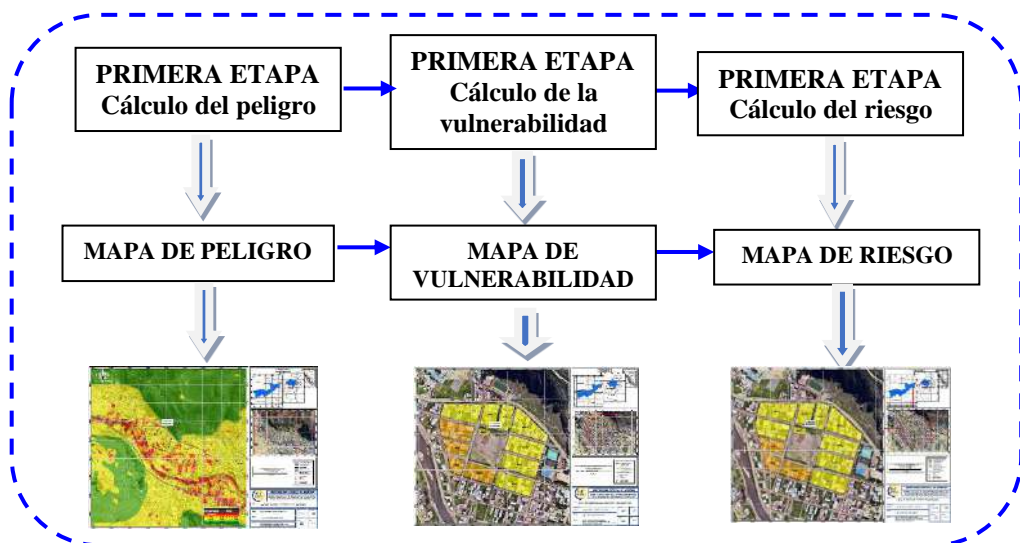 PRIMERA ETAPA
Cálculo del peligro
PRIMERA ETAPA
Cálculo de la
vulnerabilidad
PRIMERA ETAPA
Cálculo del riesgo
MAPA DE PELIGRO
MAPA DE
VULNERABILIDAD
MAPA DE RIESGO